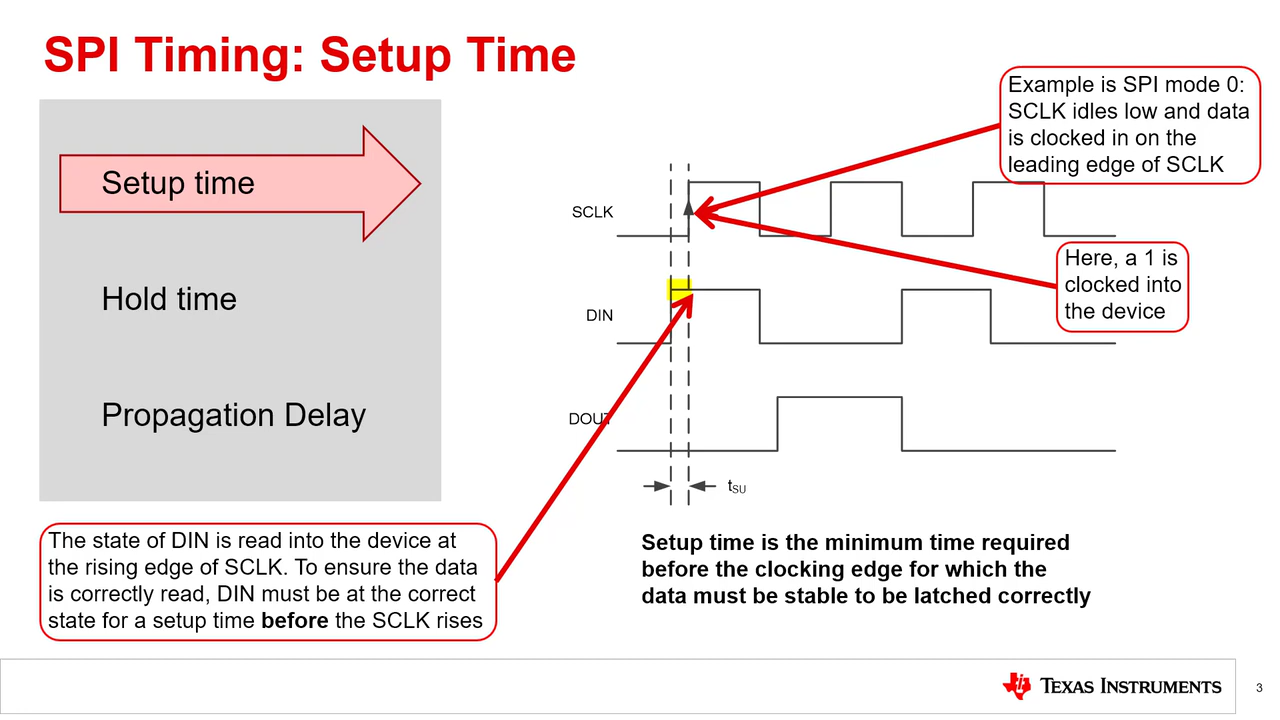 SPI Timing: Setup Time
Setup time
Hold time
Propagation Delay
Example is SPI mode 0:
SCLK idles low and data
is clocked in on the
leading edge of SCLK
SCLK
Here, a 1 is
clocked into
the device
DIN
DOUT
tSU
The state of DIN is read into the device at
the rising edge of SCLK. To ensure the data
is correctly read, DIN must be at the correct
state for a setup time before the SCLK rises
Setup time is the minimum time required
before the clocking edge for which the
data must be stable to be latched correctly
TEXAS INSTRUMENTS
3